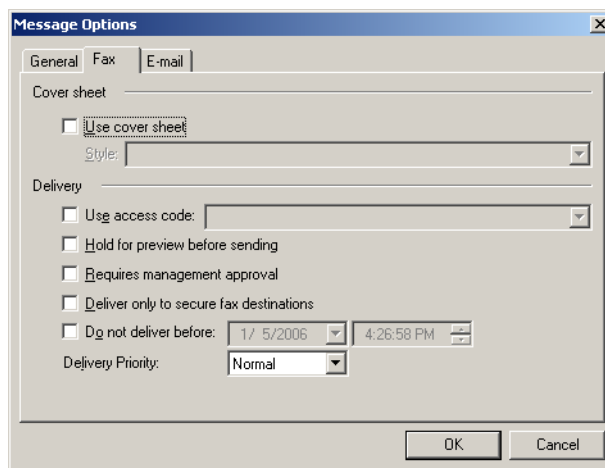 Message Options
General Fax E-mail
Cover sheet
Use cover sheet
Style:
Delivery
Use access code:
Hold for preview before sending
Requires management approval
Deliver only to secure fax destinations
Do not deliver before: 1/ 5/2006 4:26:58 PM
Delivery Priority: Normal
OK Cancel